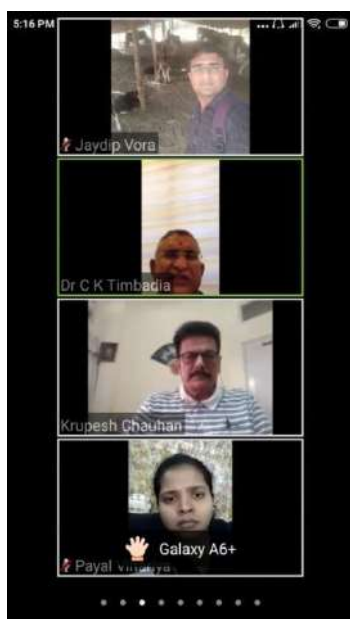 5:16 PM
Jaydip Vora
Dr C K Timbadia
Krupesh Chauhan
Galaxy A6+
Payal